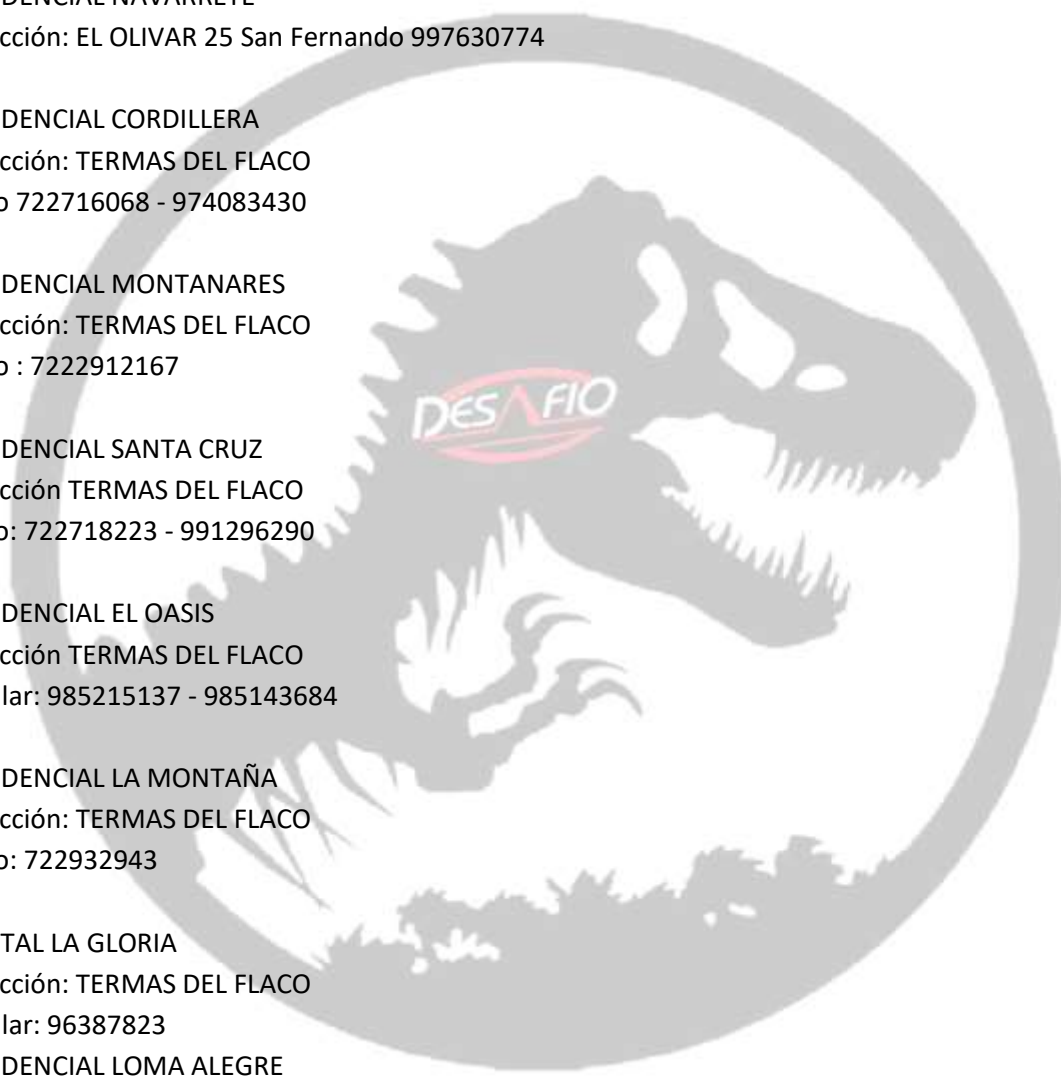 DENCIAL NAVARRETE
cción: EL OLIVAR 25 San Fernando 997630774
DENCIAL CORDILLERA
cción: TERMAS DEL FLACO
o 722716068 - 974083430
DENCIAL MONTANARES
cción: TERMAS DEL FLACO
o : 7222912167
DESAFIO
DENCIAL SANTA CRUZ
cción TERMAS DEL FLACO
o: 722718223 - 991296290
DENCIAL EL OASIS
cción TERMAS DEL FLACO
lar: 985215137 - 985143684
DENCIAL LA MONTAÑA
cción: TERMAS DEL FLACO
o: 722932943
TAL LA GLORIA
cción: TERMAS DEL FLACO
lar: 96387823
DENCIAL LOMA ALEGRE